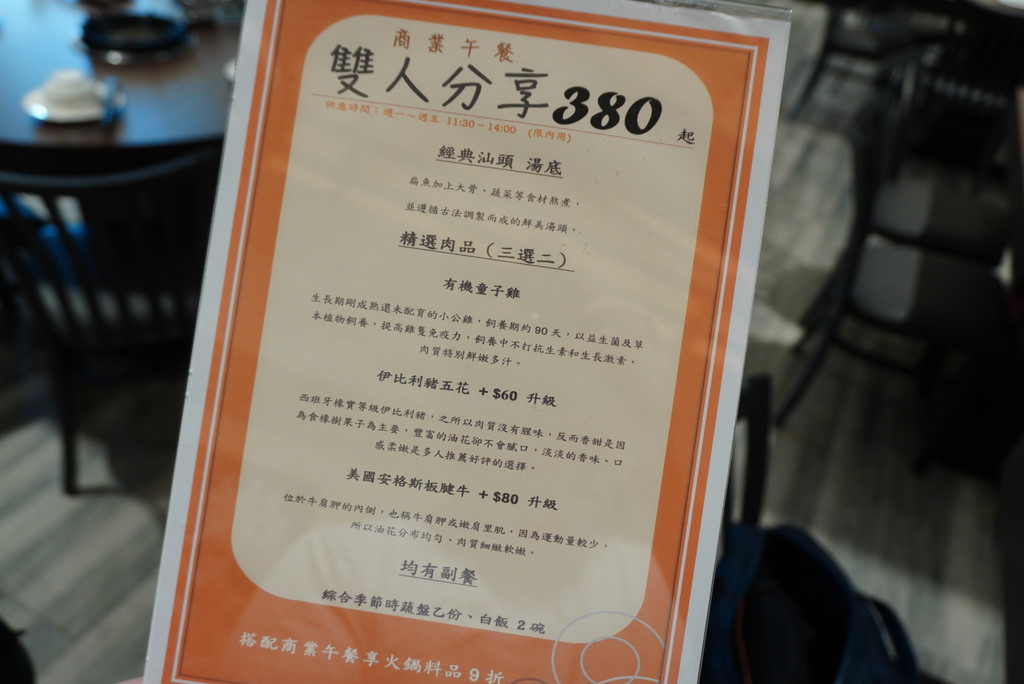 商業午餐
雙人分享380 起
供應時間：週一～週五 11:30～14:00 (限內用)
經典汕頭 湯底
扁魚加上大骨、蔬菜等食材熬煮，
並遵循古法調製而成的鮮美湯頭。
精選肉品（三選二）
有機童子雞
生長期剛成熟還未配育的小公雞，飼養期約 90 天，以益生菌及草
本植物飼養，提高雞隻免疫力，飼養中不打抗生素和生長激素，
肉質特別鮮嫩多汁。
伊比利豬五花 +$60 升級
西班牙橡實等級伊比利豬，之所以肉質沒有腥味，反而香甜是因
為食橡樹果子為主要，豐富的油花卻不會膩口，淡淡的香味、口
感柔嫩是多人推薦好評的選擇。
美國安格斯板腱牛 +$80 升級
位於牛肩胛的內側，也稱牛肩胛或嫩肩里肌，因為運動量較少，
所以油花分布均勻、肉質細緻軟嫩。
均有副餐
綜合季節時蔬盤乙份、白飯 2 碗
搭配商業午餐享火鍋料品 9 折